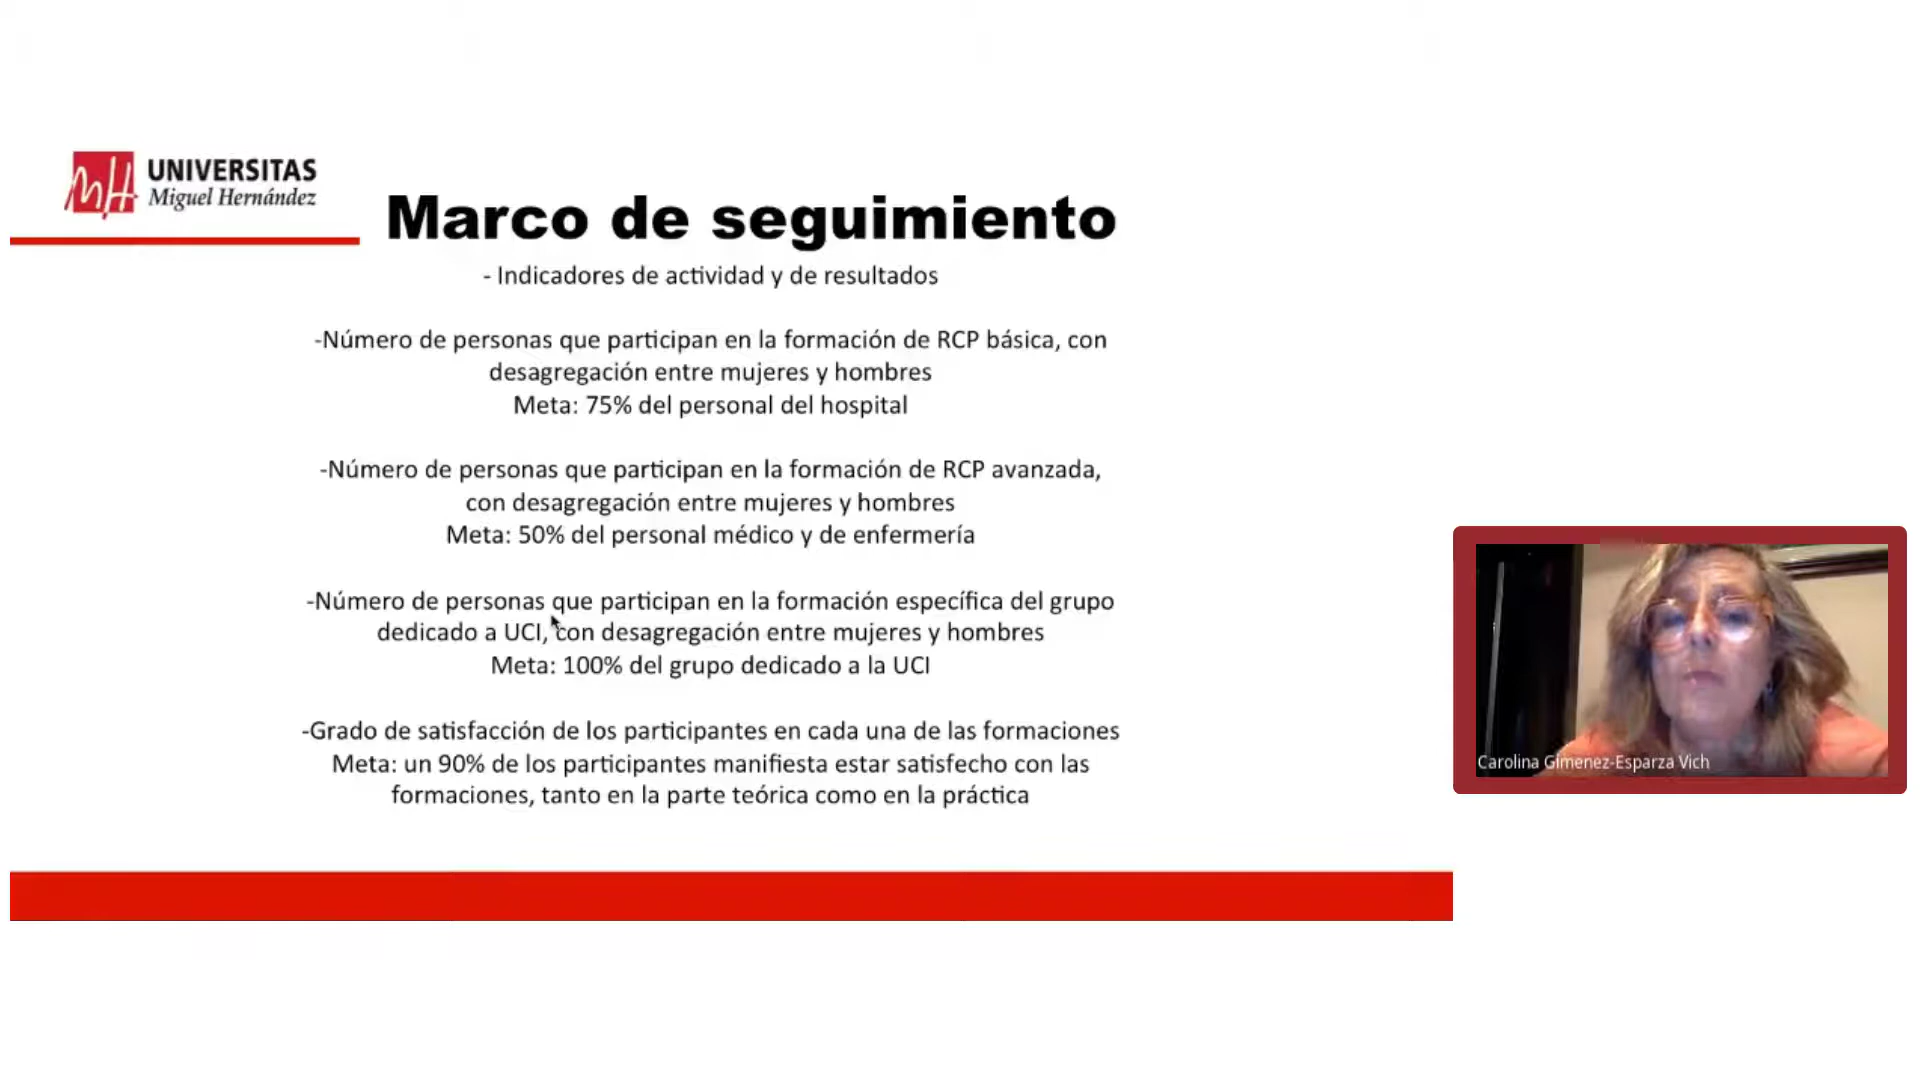 UNIVERSITAS
Miguel Hernández
Marco de seguimiento
- Indicadores de actividad y de resultados
-Número de personas que participan en la formación de RCP básica, con
desagregación entre mujeres y hombres
Meta: 75% del personal del hospital
-Número de personas que participan en la formación de RCP avanzada,
con desagregación entre mujeres y hombres
Meta: 50% del personal médico y de enfermería
-Número de personas que participan en la formación específica del grupo
dedicado a UCI, con desagregación entre mujeres y hombres
Meta: 100% del grupo dedicado a la UCI
-Grado de satisfacción de los participantes en cada una de las formaciones
Meta: un 90% de los participantes manifiesta estar satisfecho con las
formaciones, tanto en la parte teórica como en la práctica
Carolina Gimenez-Esparza Vich